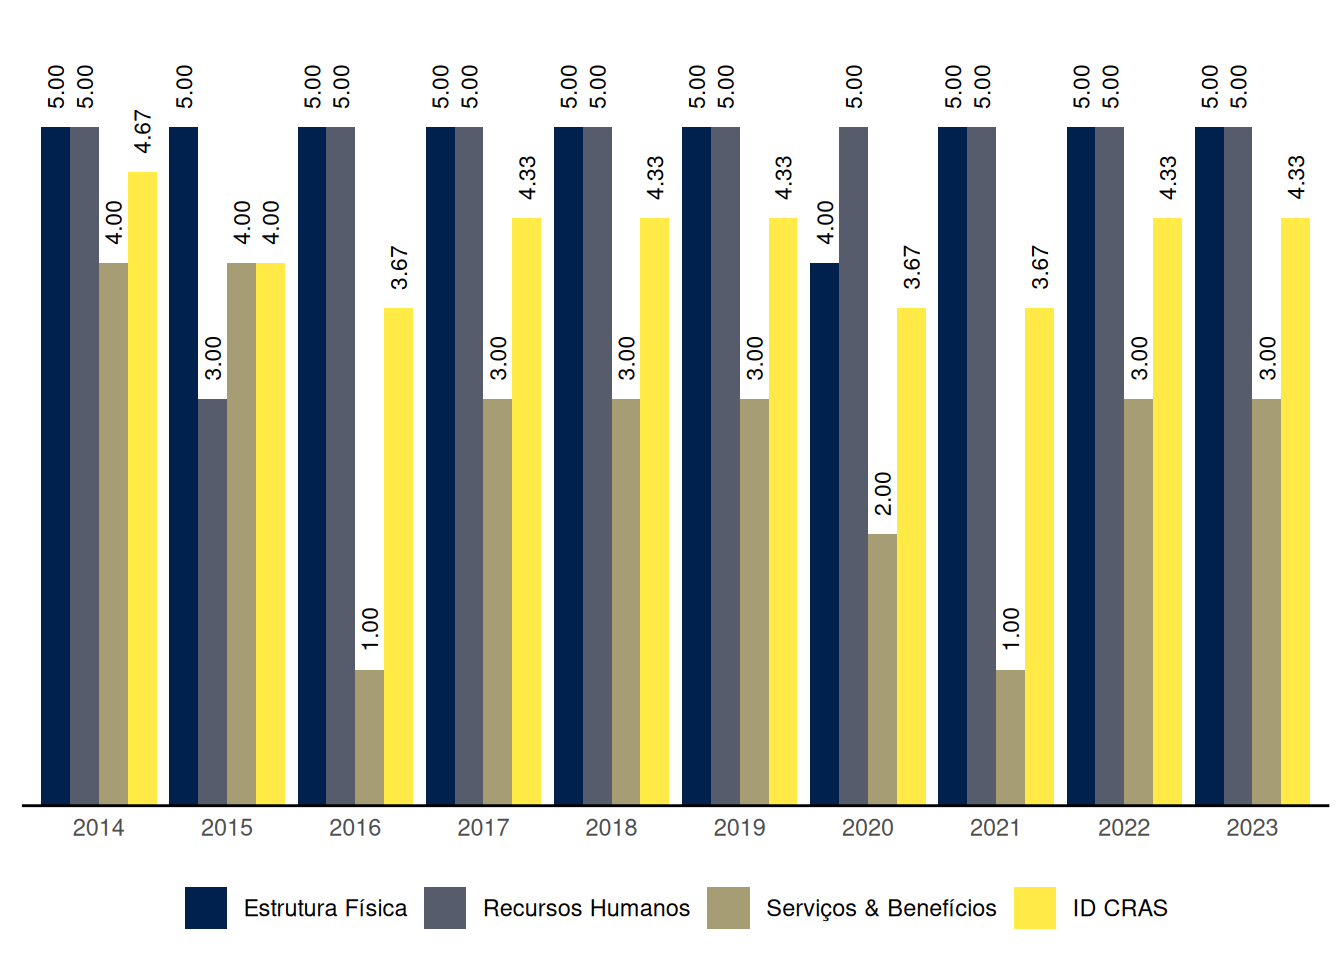 5.00 5.00 4.00 4.67 5.00 3.00 4.00 4.00 5.00 5.00 1.00 3.67 5.00 5.00 3.00 4.33 5.00 5.00 3.00 4.33 5.00 5.00 3.00 4.33 4.00 5.00 2.00 3.67 5.00 5.00 1.00 3.67 5.00 5.00 3.00 4.33 5.00 5.00 3.00 4.33
2014 2015 2016 2017 2018 2019 2020 2021 2022 2023
Estrutura Física Recursos Humanos Serviços & Benefícios ID CRAS